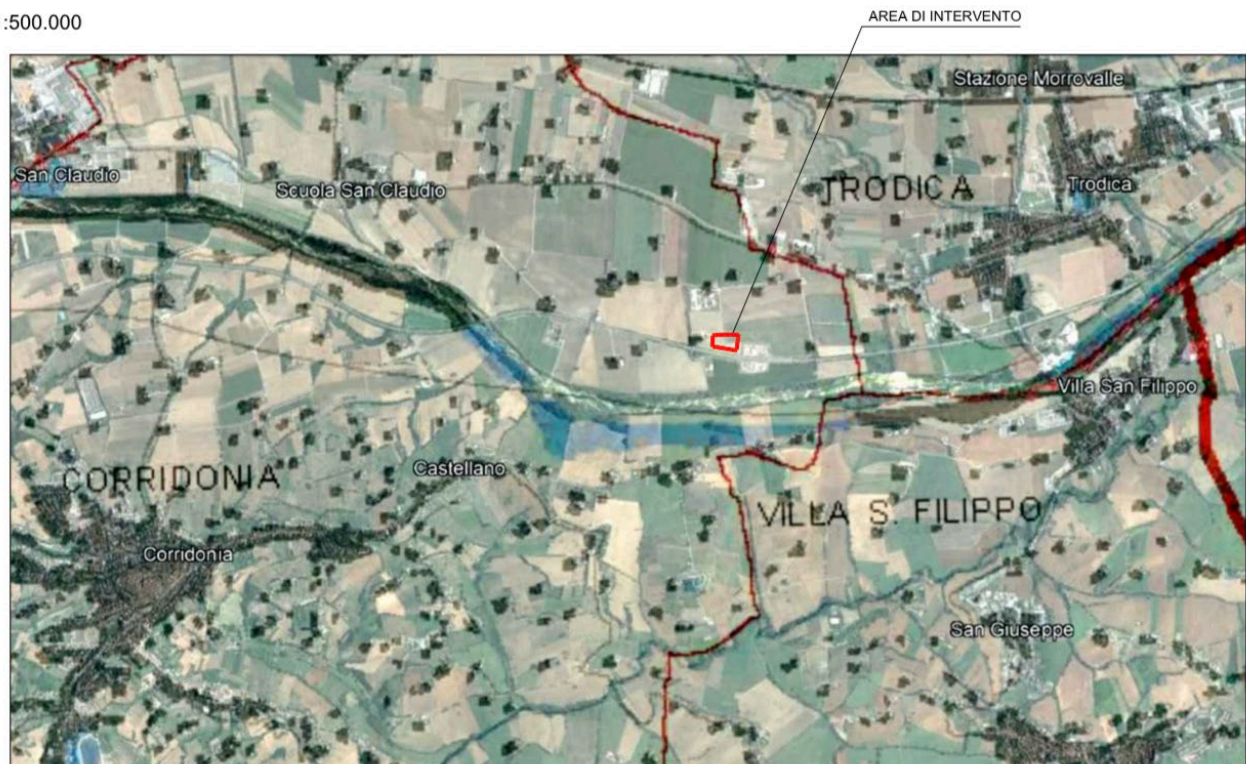 :500.000
AREA DI INTERVENTO
Stazione Morrovalle
San Claudio
Scuola San Claudio
TRODICA
Trodica
Villa San Filippo
CORRIDONIA
Castellano
VILLA S. FILIPPO
Corridonia
San Giuseppe